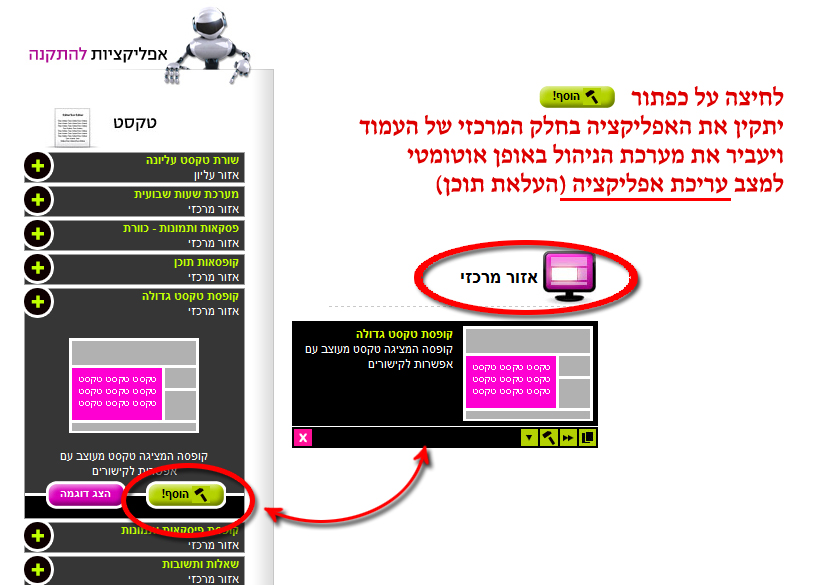 אפליקציות להתקנה
טקסט
שורת טקסט עליונה
אזור עליון
מערכת שעות שבועית
אזור מרכזי
פסקאות ותמונות - כוורת
אזור מרכזי
קופסאות תוכן
אזור מרכזי
קופסת טקסט גדולה
אזור מרכזי
טקסט טקסט טקסט
טקסט טקסט טקסט
טקסט טקסט טקסט
קופסה המציגה טקסט מעוצב עם
אפשרות לקישורים
הוסף!
הצג דוגמה
קופסת פיסקאות ותמונות
אזור מרכזי
שאלות ותשובות
אזור מרכזי
לחיצה על כפתור הוסף!
יתקין את האפליקציה בחלק המרכזי של העמוד
ויעביר את מערכת הניהול באופן אוטומטי
למצב עריכת אפליקציה (העלאת תוכן)
אזור מרכזי
קופסת טקסט גדולה
קופסה המציגה טקסט מעוצב עם
אפשרות לקישורים
טקסט טקסט טקסט
טקסט טקסט טקסט
טקסט טקסט טקסט
X